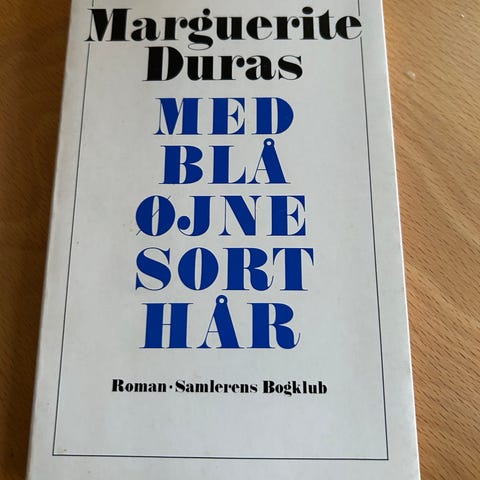 Marguerite
Duras
MED
BLÅ
ØJNE
SORT
HÅR
Roman · Samlerens Bogklub